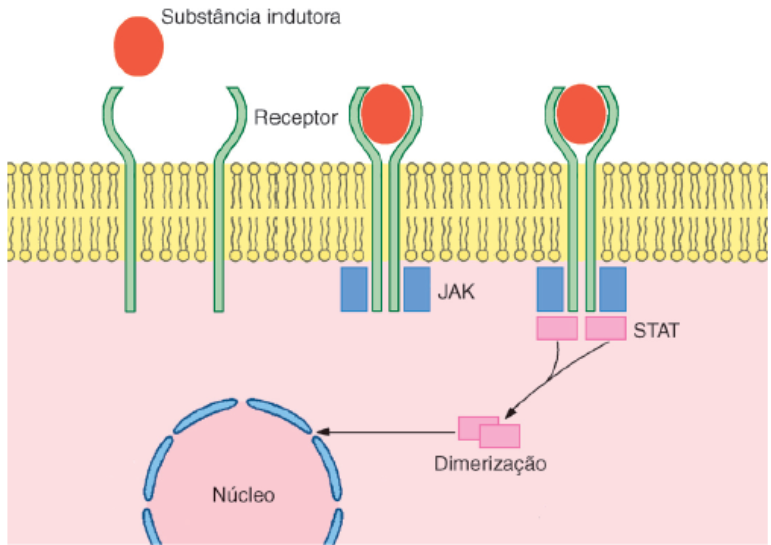 Substância indutora
Receptor
JAK
STAT
Dimerização
Núcleo